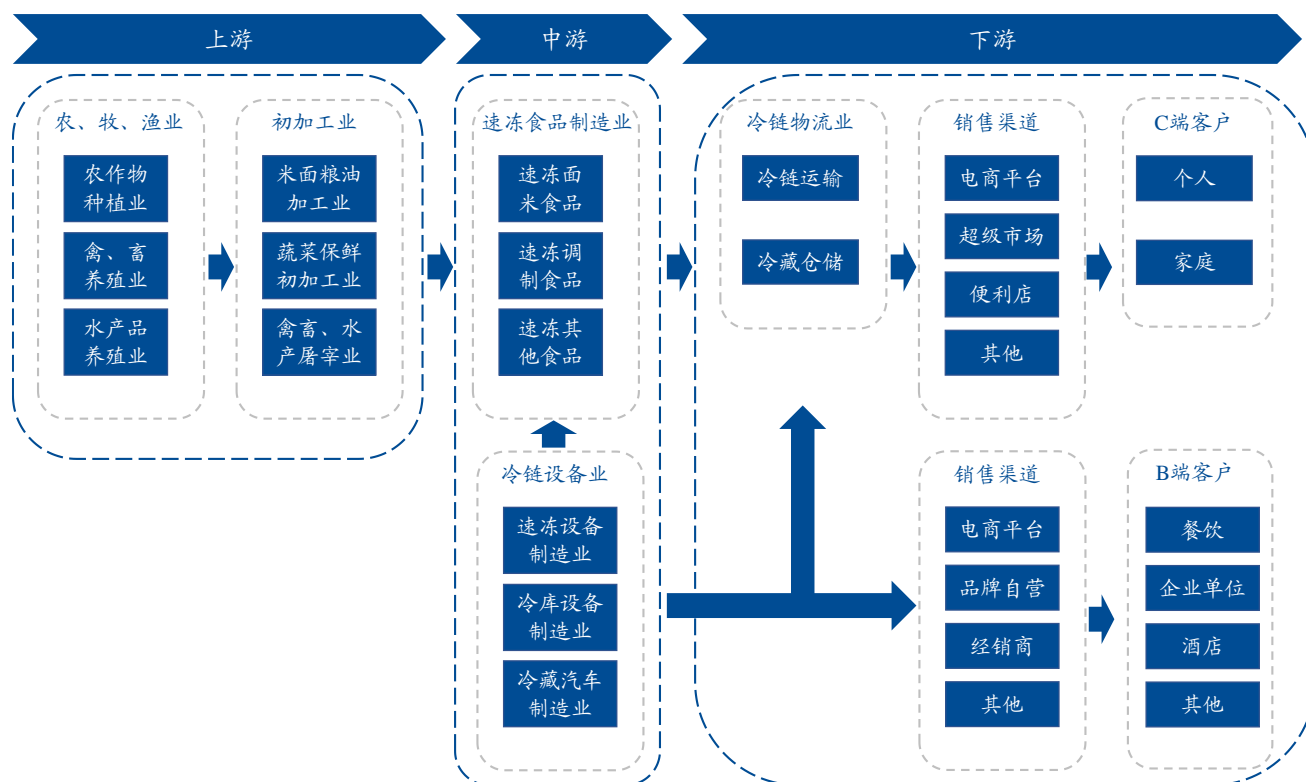 上游
中游
下游
农、牧、渔业
农作物
种植业
禽、畜
养殖业
水产品
养殖业
初加工业
米面粮油
加工业
蔬菜保鲜
初加工业
禽畜、水
产屠宰业
速冻食品制造业
速冻面
米食品
速冻调
制食品
速冻其
他食品
冷链设备业
速冻设备
制造业
冷库设备
制造业
冷藏汽车
制造业
冷链物流业
冷链运输
冷藏仓储
销售渠道
电商平台
超级市场
便利店
其他
C端客户
个人
家庭
销售渠道
电商平台
品牌自营
经销商
其他
B端客户
餐饮
企业单位
酒店
其他